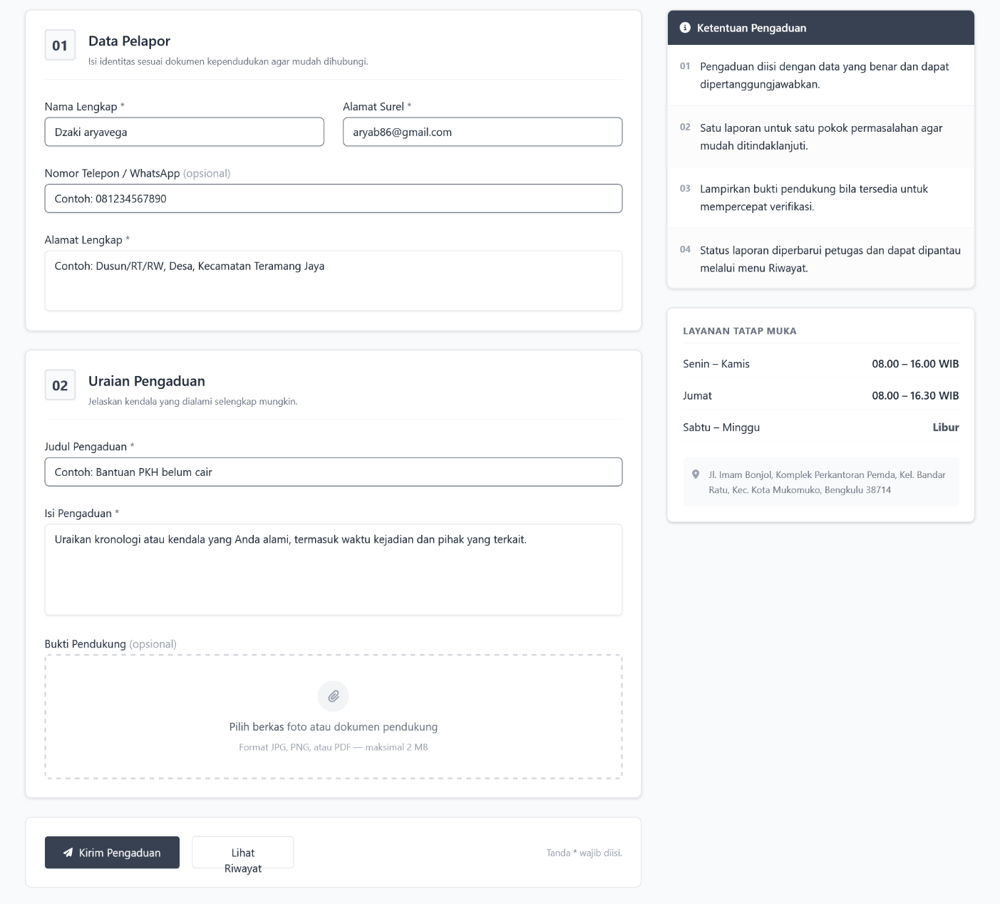 01
Data Pelapor
Isi identitas sesuai dokumen kependudukan agar mudah dihubungi.
Nama Lengkap *
Dzaki aryavega
Alamat Surel *
aryab86@gmail.com
Nomor Telepon / WhatsApp (opsional)
Contoh: 081234567890
Alamat Lengkap *
Contoh: Dusun/RT/RW, Desa, Kecamatan Teramang Jaya
02
Uraian Pengaduan
Jelaskan kendala yang dialami selengkap mungkin.
Judul Pengaduan *
Contoh: Bantuan PKH belum cair
Isi Pengaduan *
Uraikan kronologi atau kendala yang Anda alami, termasuk waktu kejadian dan pihak yang terkait.
Bukti Pendukung (opsional)
Pilih berkas foto atau dokumen pendukung
Format JPG, PNG, atau PDF — maksimal 2 MB
Kirim Pengaduan
Lihat
Riwayat
Tanda * wajib diisi.
Ketentuan Pengaduan
01 Pengaduan diisi dengan data yang benar dan dapat
dipertanggungjawabkan.
02 Satu laporan untuk satu pokok permasalahan agar
mudah ditindaklanjuti.
03 Lampirkan bukti pendukung bila tersedia untuk
mempercepat verifikasi.
04 Status laporan diperbarui petugas dan dapat dipantau
melalui menu Riwayat.
LAYANAN TATAP MUKA
Senin – Kamis 08.00 – 16.00 WIB
Jumat 08.00 – 16.30 WIB
Sabtu – Minggu Libur
Jl. Imam Bonjol, Komplek Perkantoran Pemda, Kel. Bandar
Ratu, Kec. Kota Mukomuko, Bengkulu 38714